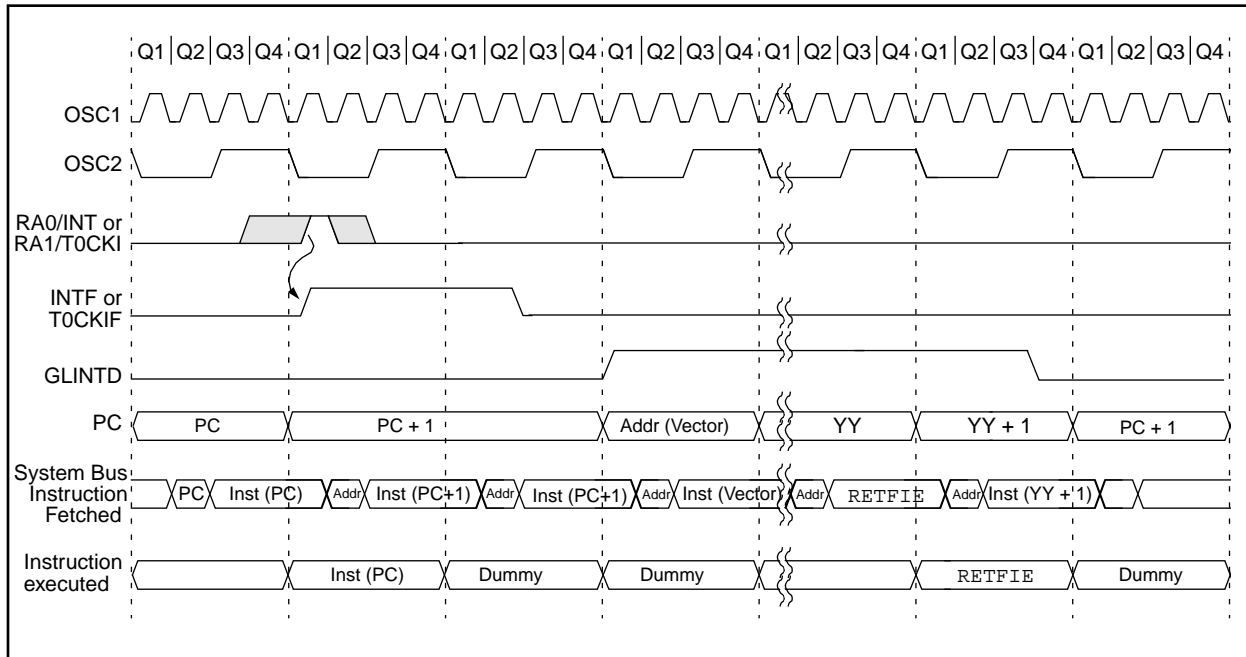 Q1 Q2 Q3 Q4 Q1 Q2 Q3 Q4 Q1 Q2 Q3 Q4 Q1 Q2 Q3 Q4 Q1 Q2 Q3 Q4 Q1 Q2 Q3 Q4 Q1 Q2 Q3 Q4
OSC1
OSC2
RA0/INT or
RA1/T0CKI
INTF or
T0CKIF
GLINTD
PC PC PC + 1 Addr (Vector) YY YY + 1 PC + 1
System Bus
Instruction
Fetched
PC Inst (PC) Addr Inst (PC+1) Addr Inst (PC+1) Addr Inst (Vector) Addr RETFIE Addr Inst (YY + 1)
Instruction
executed
Inst (PC) Dummy Dummy RETFIE Dummy